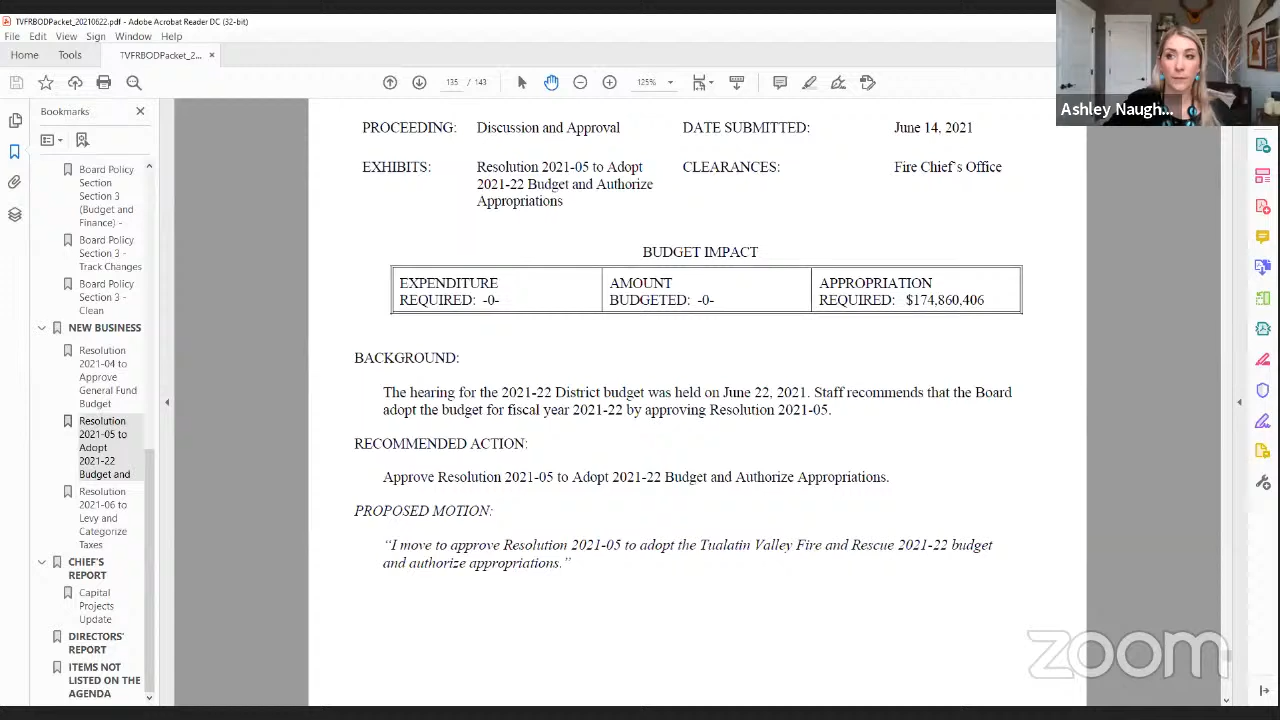 TVFRBODPacket_20210622.pdf - Adobe Acrobat Reader DC (32-bit)
File Edit View Sign Window Help
Home Tools TVFRBODPacket_2... ×
135 / 143 125%
Ashley Naugh...
Bookmarks
Board Policy
Section
Section 3
(Budget and
Finance) -
Board Policy
Section 3 -
Track Changes
Board Policy
Section 3 -
Clean
NEW BUSINESS
Resolution
2021-04 to
Approve
General Fund
Budget
Resolution
2021-05 to
Adopt
2021-22
Budget and
Resolution
2021-06 to
Levy and
Categorize
Taxes
CHIEF'S
REPORT
Capital
Projects
Update
DIRECTORS'
REPORT
ITEMS NOT
LISTED ON THE
AGENDA
PROCEEDING: Discussion and Approval DATE SUBMITTED: June 14, 2021
EXHIBITS: Resolution 2021-05 to Adopt CLEARANCES: Fire Chief's Office
2021-22 Budget and Authorize
Appropriations
BUDGET IMPACT
EXPENDITURE AMOUNT APPROPRIATION
REQUIRED: -0- BUDGETED: -0- REQUIRED: $174,860,406
BACKGROUND:
The hearing for the 2021-22 District budget was held on June 22, 2021. Staff recommends that the Board
adopt the budget for fiscal year 2021-22 by approving Resolution 2021-05.
RECOMMENDED ACTION:
Approve Resolution 2021-05 to Adopt 2021-22 Budget and Authorize Appropriations.
PROPOSED MOTION:
“I move to approve Resolution 2021-05 to adopt the Tualatin Valley Fire and Rescue 2021-22 budget
and authorize appropriations.”
zoom